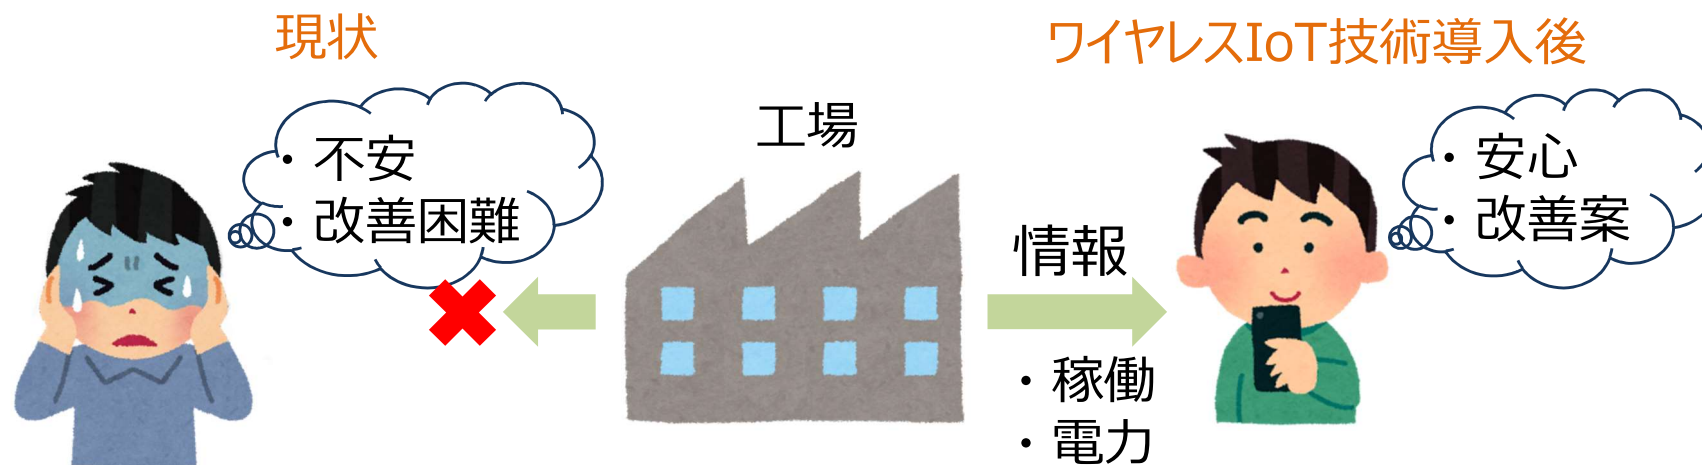 現状
・不安
・改善困難
工場
ワイヤレスIoT技術導入後
情報
・稼働
・電力
・安心
・改善案